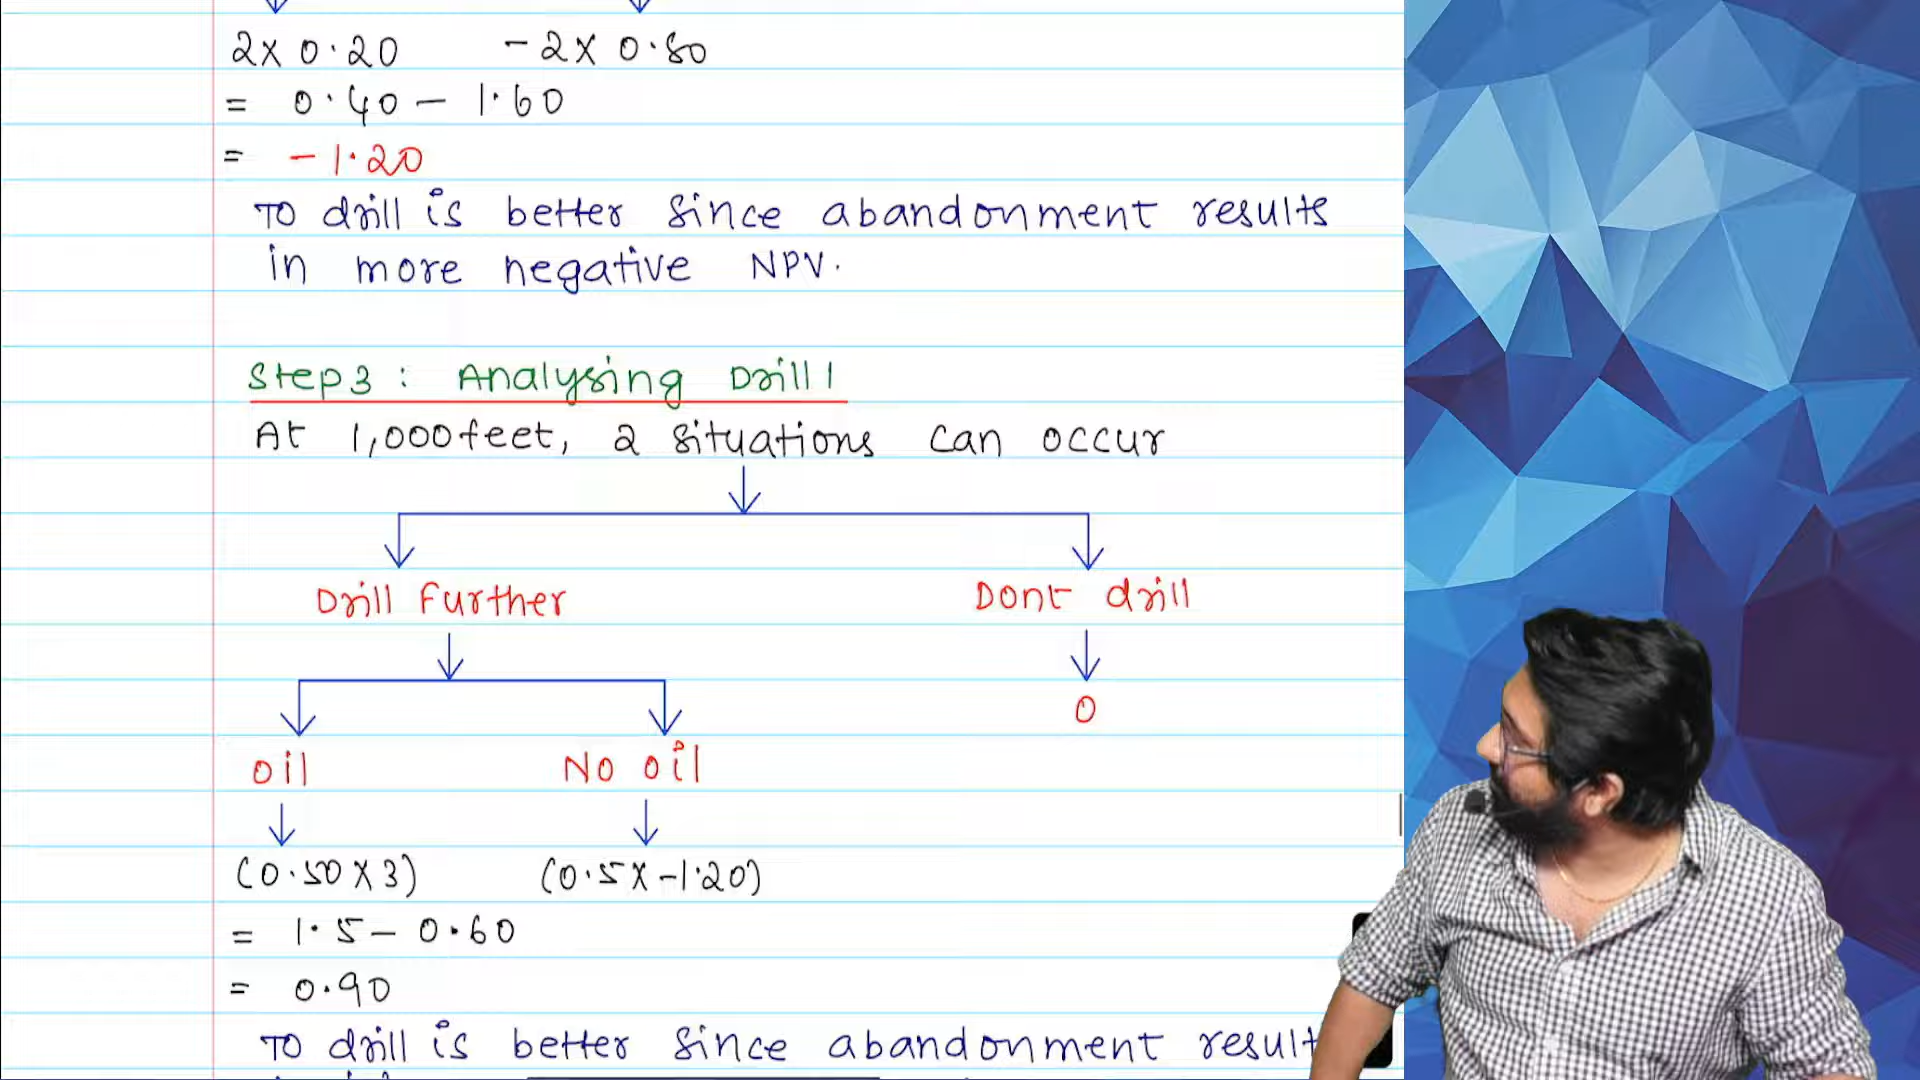 2 x 0.20 - 2 x 0.80
= 0.40 - 1.60
= - 1.20
To drill is better since abandonment results
in more negative NPV.
Step 3 : Analysing Drill 1
At 1,000 feet, 2 situations can occur
Drill Further Dont drill
0
Oil No oil
(0.50 x 3) (0.5 x -1.20)
= 1.5 - 0.60
= 0.90
To drill is better since abandonment result